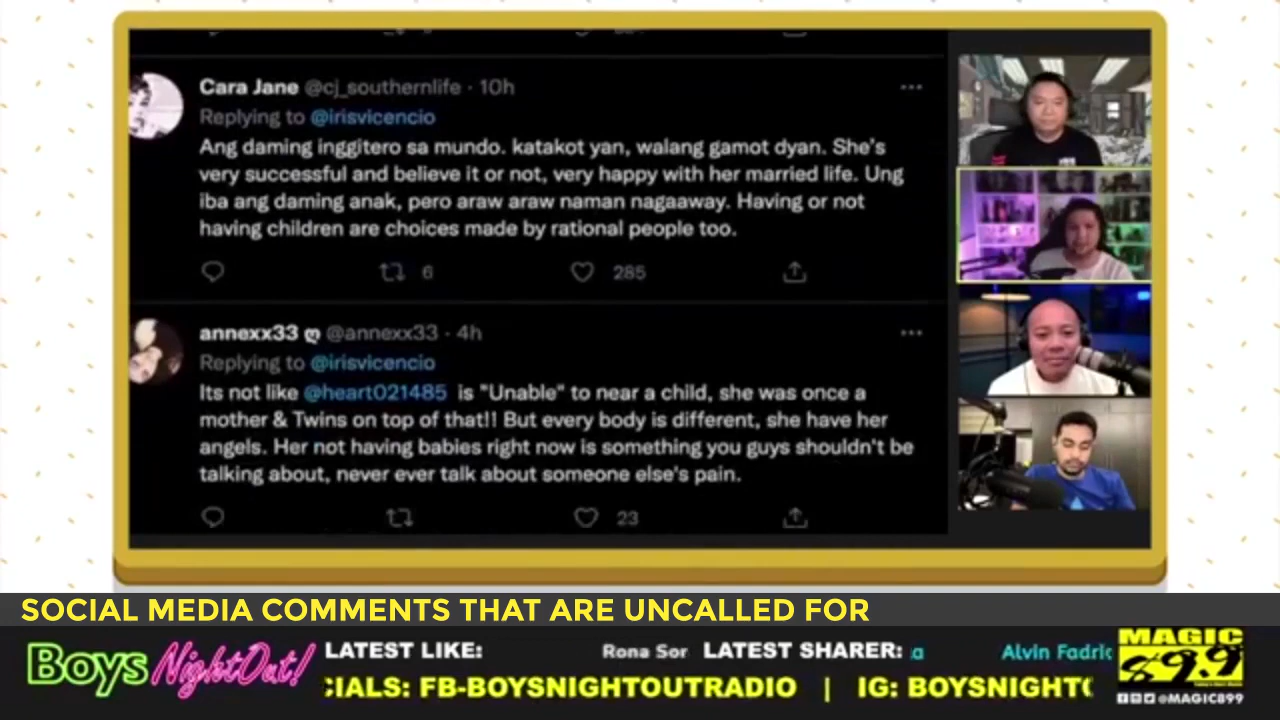 Cara Jane @cj_southernlife · 10h
Replying to @irisvicencio
Ang daming inggitero sa mundo. katakot yan, walang gamot dyan. She's
very successful and believe it or not, very happy with her married life. Ung
iba ang daming anak, pero araw araw naman nagaaway. Having or not
having children are choices made by rational people too.
6 285
annexx33 ღ @annexx33 · 4h
Replying to @irisvicencio
Its not like @heart021485 is "Unable" to near a child, she was once a
mother & Twins on top of that!! But every body is different, she have her
angels. Her not having babies right now is something you guys shouldn't be
talking about, never ever talk about someone else's pain.
23
SOCIAL MEDIA COMMENTS THAT ARE UNCALLED FOR
Boys NightOut!
LATEST LIKE: Rona Sor LATEST SHARER: a Alvin Fadric
CIALS: FB-BOYSNIGHTOUTRADIO | IG: BOYSNIGHT
MAGIC
89.9
@MAGIC899